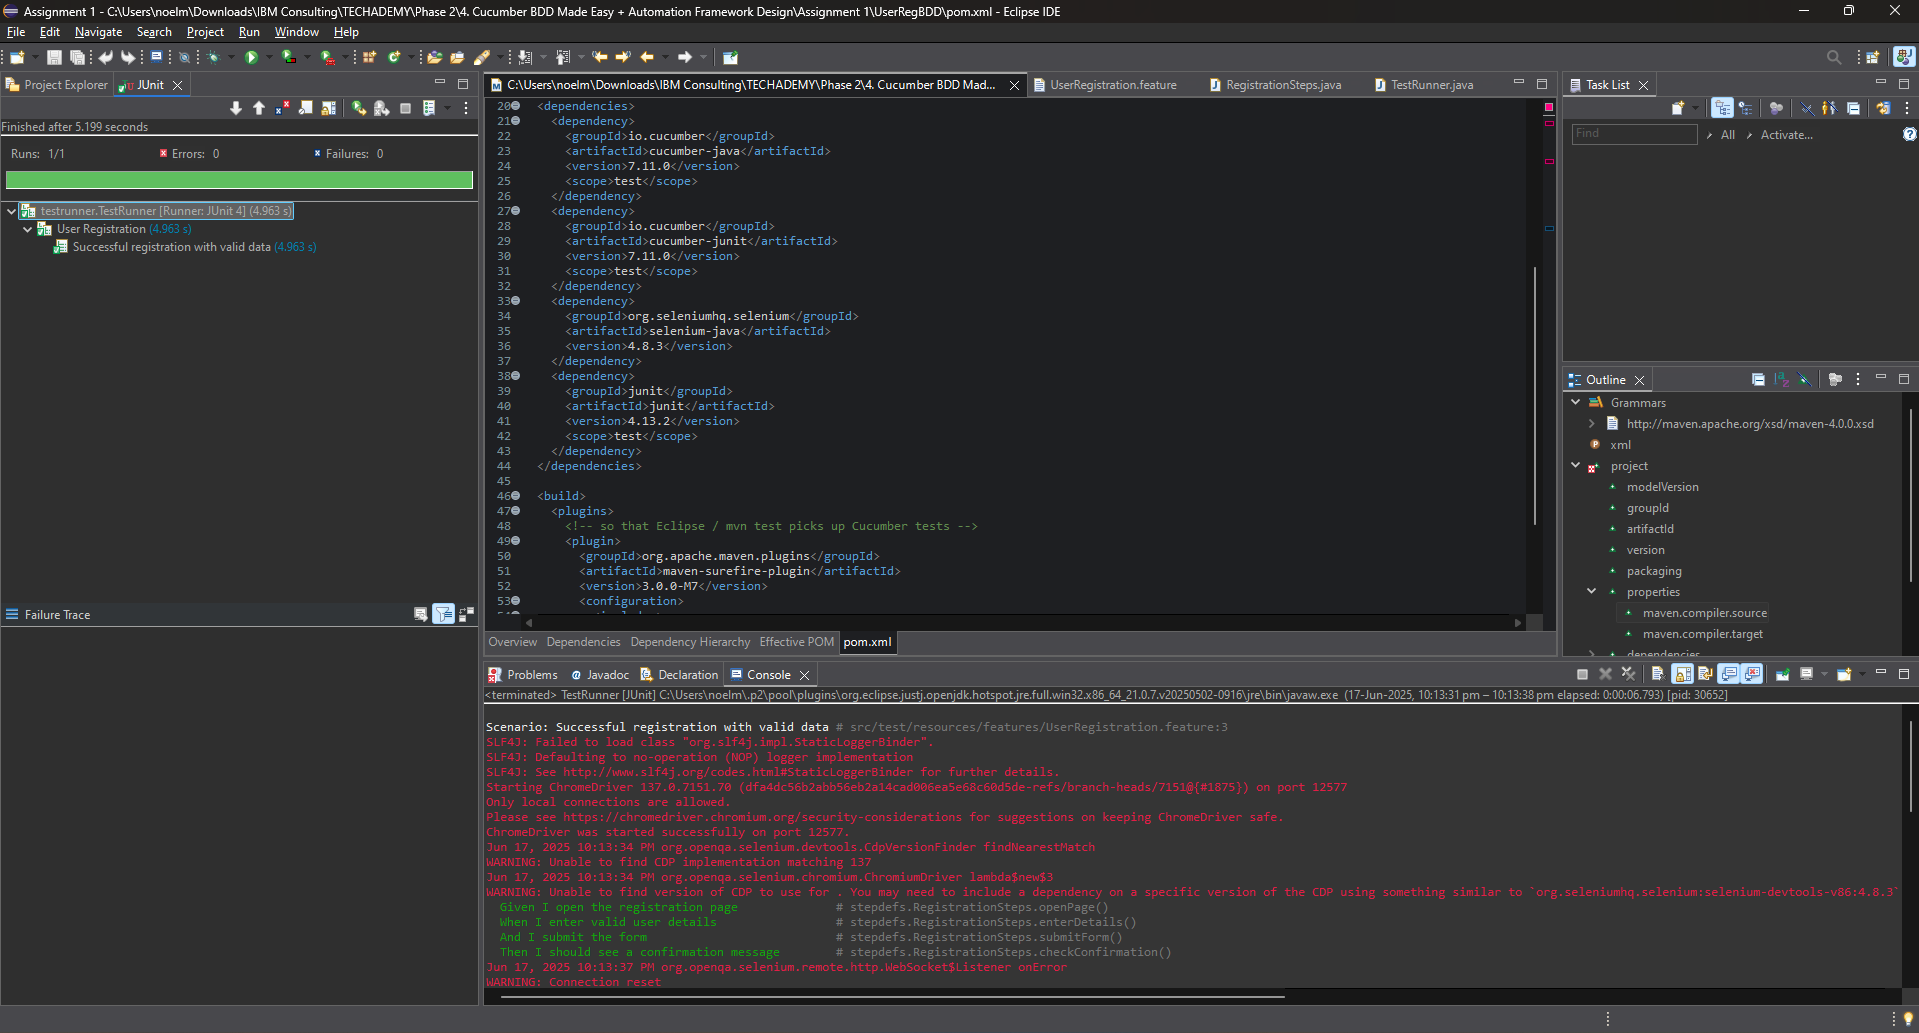 Assignment 1 - C:\Users\noelm\Downloads\IBM Consulting\TECHADEMY\Phase 2\4. Cucumber BDD Made Easy + Automation Framework Design\Assignment 1\UserRegBDD\pom.xml - Eclipse IDE
File Edit Navigate Search Project Run Window Help
Project Explorer JUnit
Finished after 5.199 seconds
Runs: 1/1 Errors: 0 Failures: 0
testrunner.TestRunner [Runner: JUnit 4] (4.963 s)
User Registration (4.963 s)
Successful registration with valid data (4.963 s)
Failure Trace
C:\Users\noelm\Downloads\IBM Consulting\TECHADEMY\Phase 2\4. Cucumber BDD Mad... UserRegistration.feature RegistrationSteps.java TestRunner.java
20 <dependencies>
21 <dependency>
22 <groupId>io.cucumber</groupId>
23 <artifactId>cucumber-java</artifactId>
24 <version>7.11.0</version>
25 <scope>test</scope>
26 </dependency>
27 <dependency>
28 <groupId>io.cucumber</groupId>
29 <artifactId>cucumber-junit</artifactId>
30 <version>7.11.0</version>
31 <scope>test</scope>
32 </dependency>
33 <dependency>
34 <groupId>org.seleniumhq.selenium</groupId>
35 <artifactId>selenium-java</artifactId>
36 <version>4.8.3</version>
37 </dependency>
38 <dependency>
39 <groupId>junit</groupId>
40 <artifactId>junit</artifactId>
41 <version>4.13.2</version>
42 <scope>test</scope>
43 </dependency>
44 </dependencies>
45
46 <build>
47 <plugins>
48 <!-- so that Eclipse / mvn test picks up Cucumber tests -->
49 <plugin>
50 <groupId>org.apache.maven.plugins</groupId>
51 <artifactId>maven-surefire-plugin</artifactId>
52 <version>3.0.0-M7</version>
53 <configuration>
Overview Dependencies Dependency Hierarchy Effective POM pom.xml
Task List
Find All Activate...
Outline
Grammars
http://maven.apache.org/xsd/maven-4.0.0.xsd
xml
project
modelVersion
groupId
artifactId
version
packaging
properties
maven.compiler.source
maven.compiler.target
dependencies
Problems Javadoc Declaration Console
<terminated> TestRunner [JUnit] C:\Users\noelm\.p2\pool\plugins\org.eclipse.justj.openjdk.hotspot.jre.full.win32.x86_64_21.0.7.v20250502-0916\jre\bin\javaw.exe (17-Jun-2025, 10:13:31 pm – 10:13:38 pm elapsed: 0:00:06.793) [pid: 30652]
Scenario: Successful registration with valid data # src/test/resources/features/UserRegistration.feature:3
SLF4J: Failed to load class "org.slf4j.impl.StaticLoggerBinder".
SLF4J: Defaulting to no-operation (NOP) logger implementation
SLF4J: See http://www.slf4j.org/codes.html#StaticLoggerBinder for further details.
Starting ChromeDriver 137.0.7151.70 (dfa4dc56b2abb56eb2a14cad006ea5e68c60d5de-refs/branch-heads/7151@{#1875}) on port 12577
Only local connections are allowed.
Please see https://chromedriver.chromium.org/security-considerations for suggestions on keeping ChromeDriver safe.
ChromeDriver was started successfully on port 12577.
Jun 17, 2025 10:13:34 PM org.openqa.selenium.devtools.CdpVersionFinder findNearestMatch
WARNING: Unable to find CDP implementation matching 137
Jun 17, 2025 10:13:34 PM org.openqa.selenium.chromium.ChromiumDriver lambda$new$3
WARNING: Unable to find version of CDP to use for . You may need to include a dependency on a specific version of the CDP using something similar to `org.seleniumhq.selenium:selenium-devtools-v86:4.8.3`
Given I open the registration page # stepdefs.RegistrationSteps.openPage()
When I enter valid user details # stepdefs.RegistrationSteps.enterDetails()
And I submit the form # stepdefs.RegistrationSteps.submitForm()
Then I should see a confirmation message # stepdefs.RegistrationSteps.checkConfirmation()
Jun 17, 2025 10:13:37 PM org.openqa.selenium.remote.http.WebSocket$Listener onError
WARNING: Connection reset